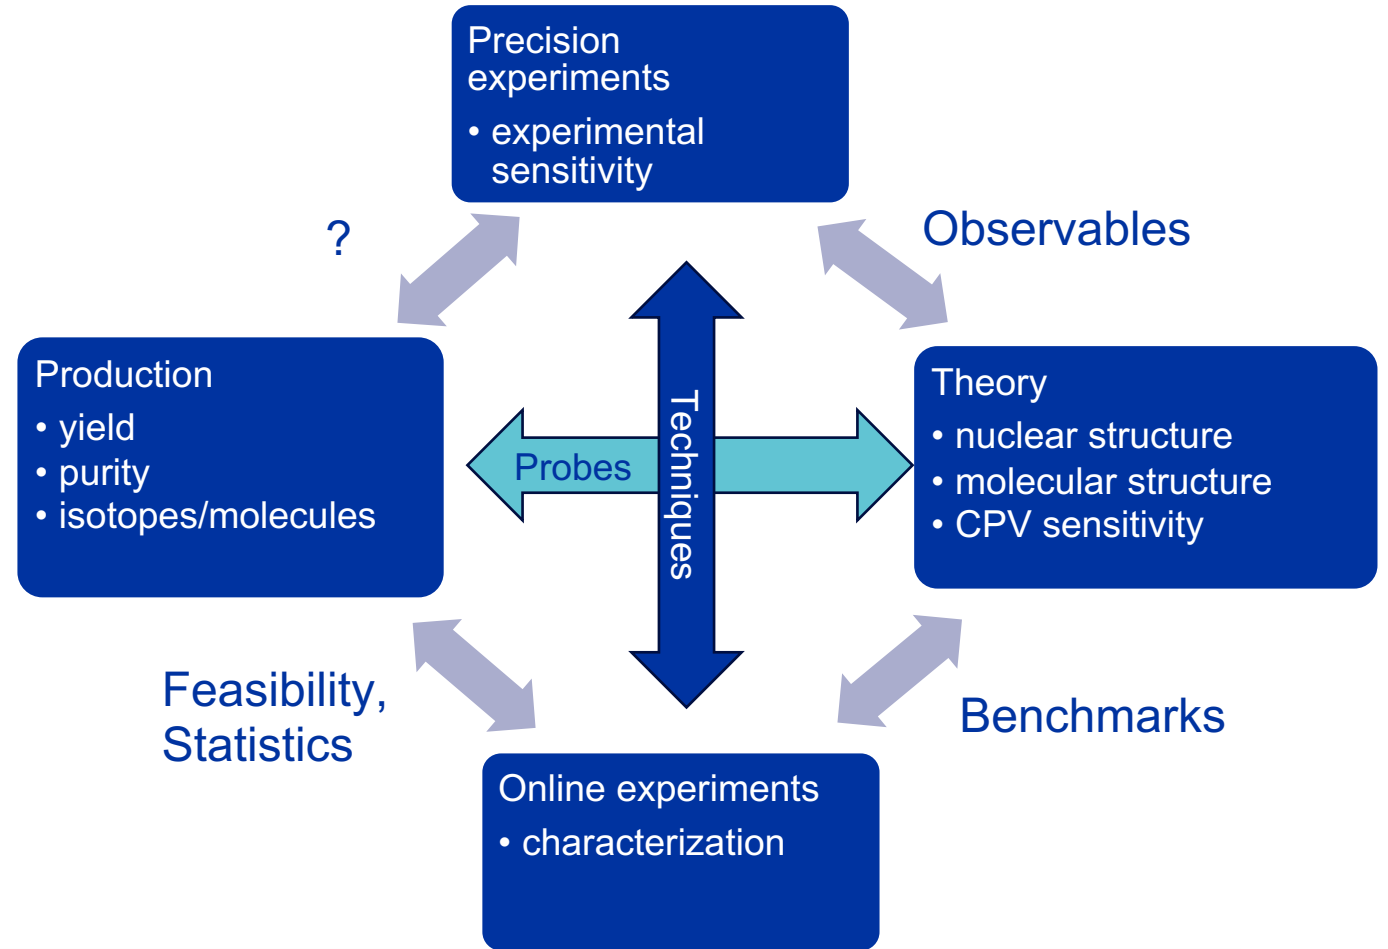 Precision
experiments
• experimental
sensitivity
?
Observables
Production
• yield
• purity
• isotopes/molecules
Probes
Techniques
Theory
• nuclear structure
• molecular structure
• CPV sensitivity
Feasibility,
Statistics
Benchmarks
Online experiments
• characterization